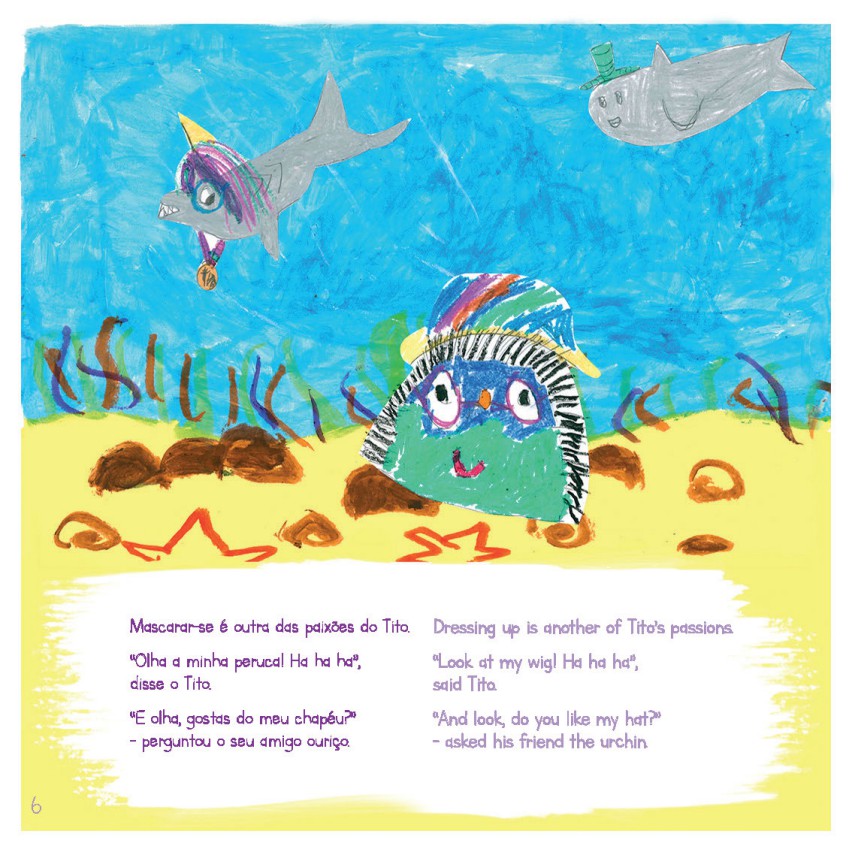 Mascarar-se é outra das paixões do Tito.
"Olha a minha peruca! Ha ha ha",
disse o Tito.
"E olha, gostas do meu chapéu?"
- perguntou o seu amigo ouriço.
Dressing up is another of Tito's passions.
"Look at my wig! Ha ha ha",
said Tito.
"And look, do you like my hat?"
- asked his friend the urchin.
6